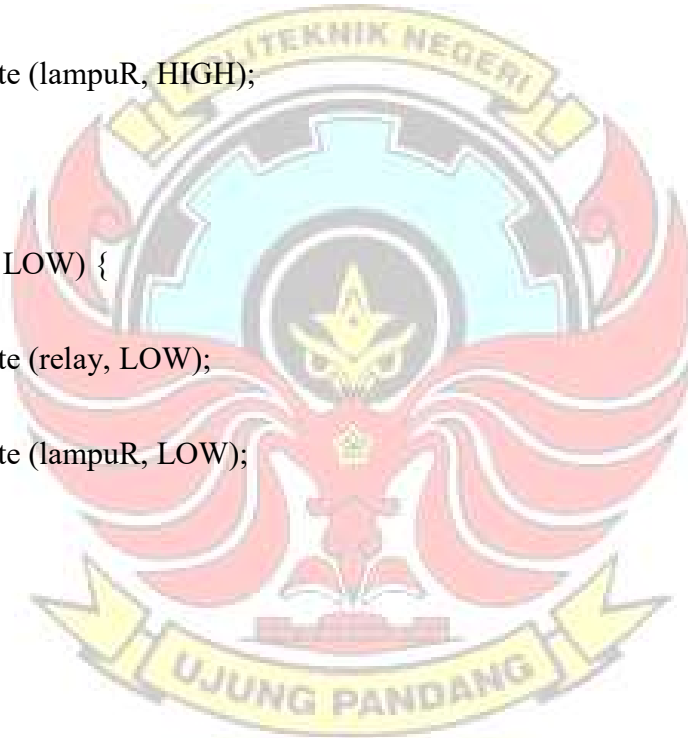 POLITEKNIK NEGERI
te (lampuR, HIGH);
LOW) {
te (relay, LOW);
te (lampuR, LOW);
UJUNG PANDANG